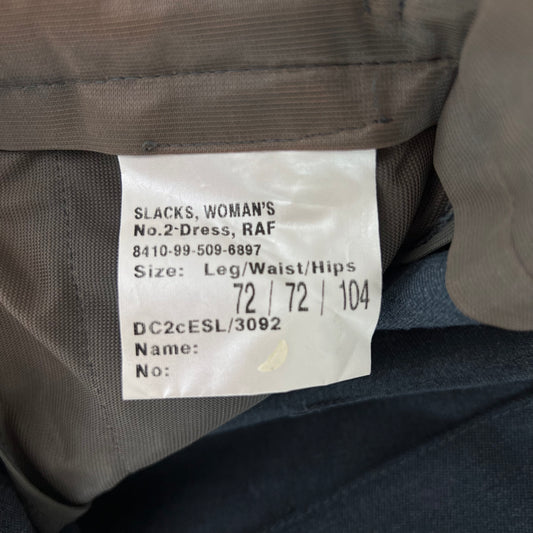 SLACKS, WOMAN'S
No.2-Dress, RAF
8410-99-509-6897
Size: Leg/Waist/Hips
72 / 72 / 104
DC2cESL/3092
Name:
No: